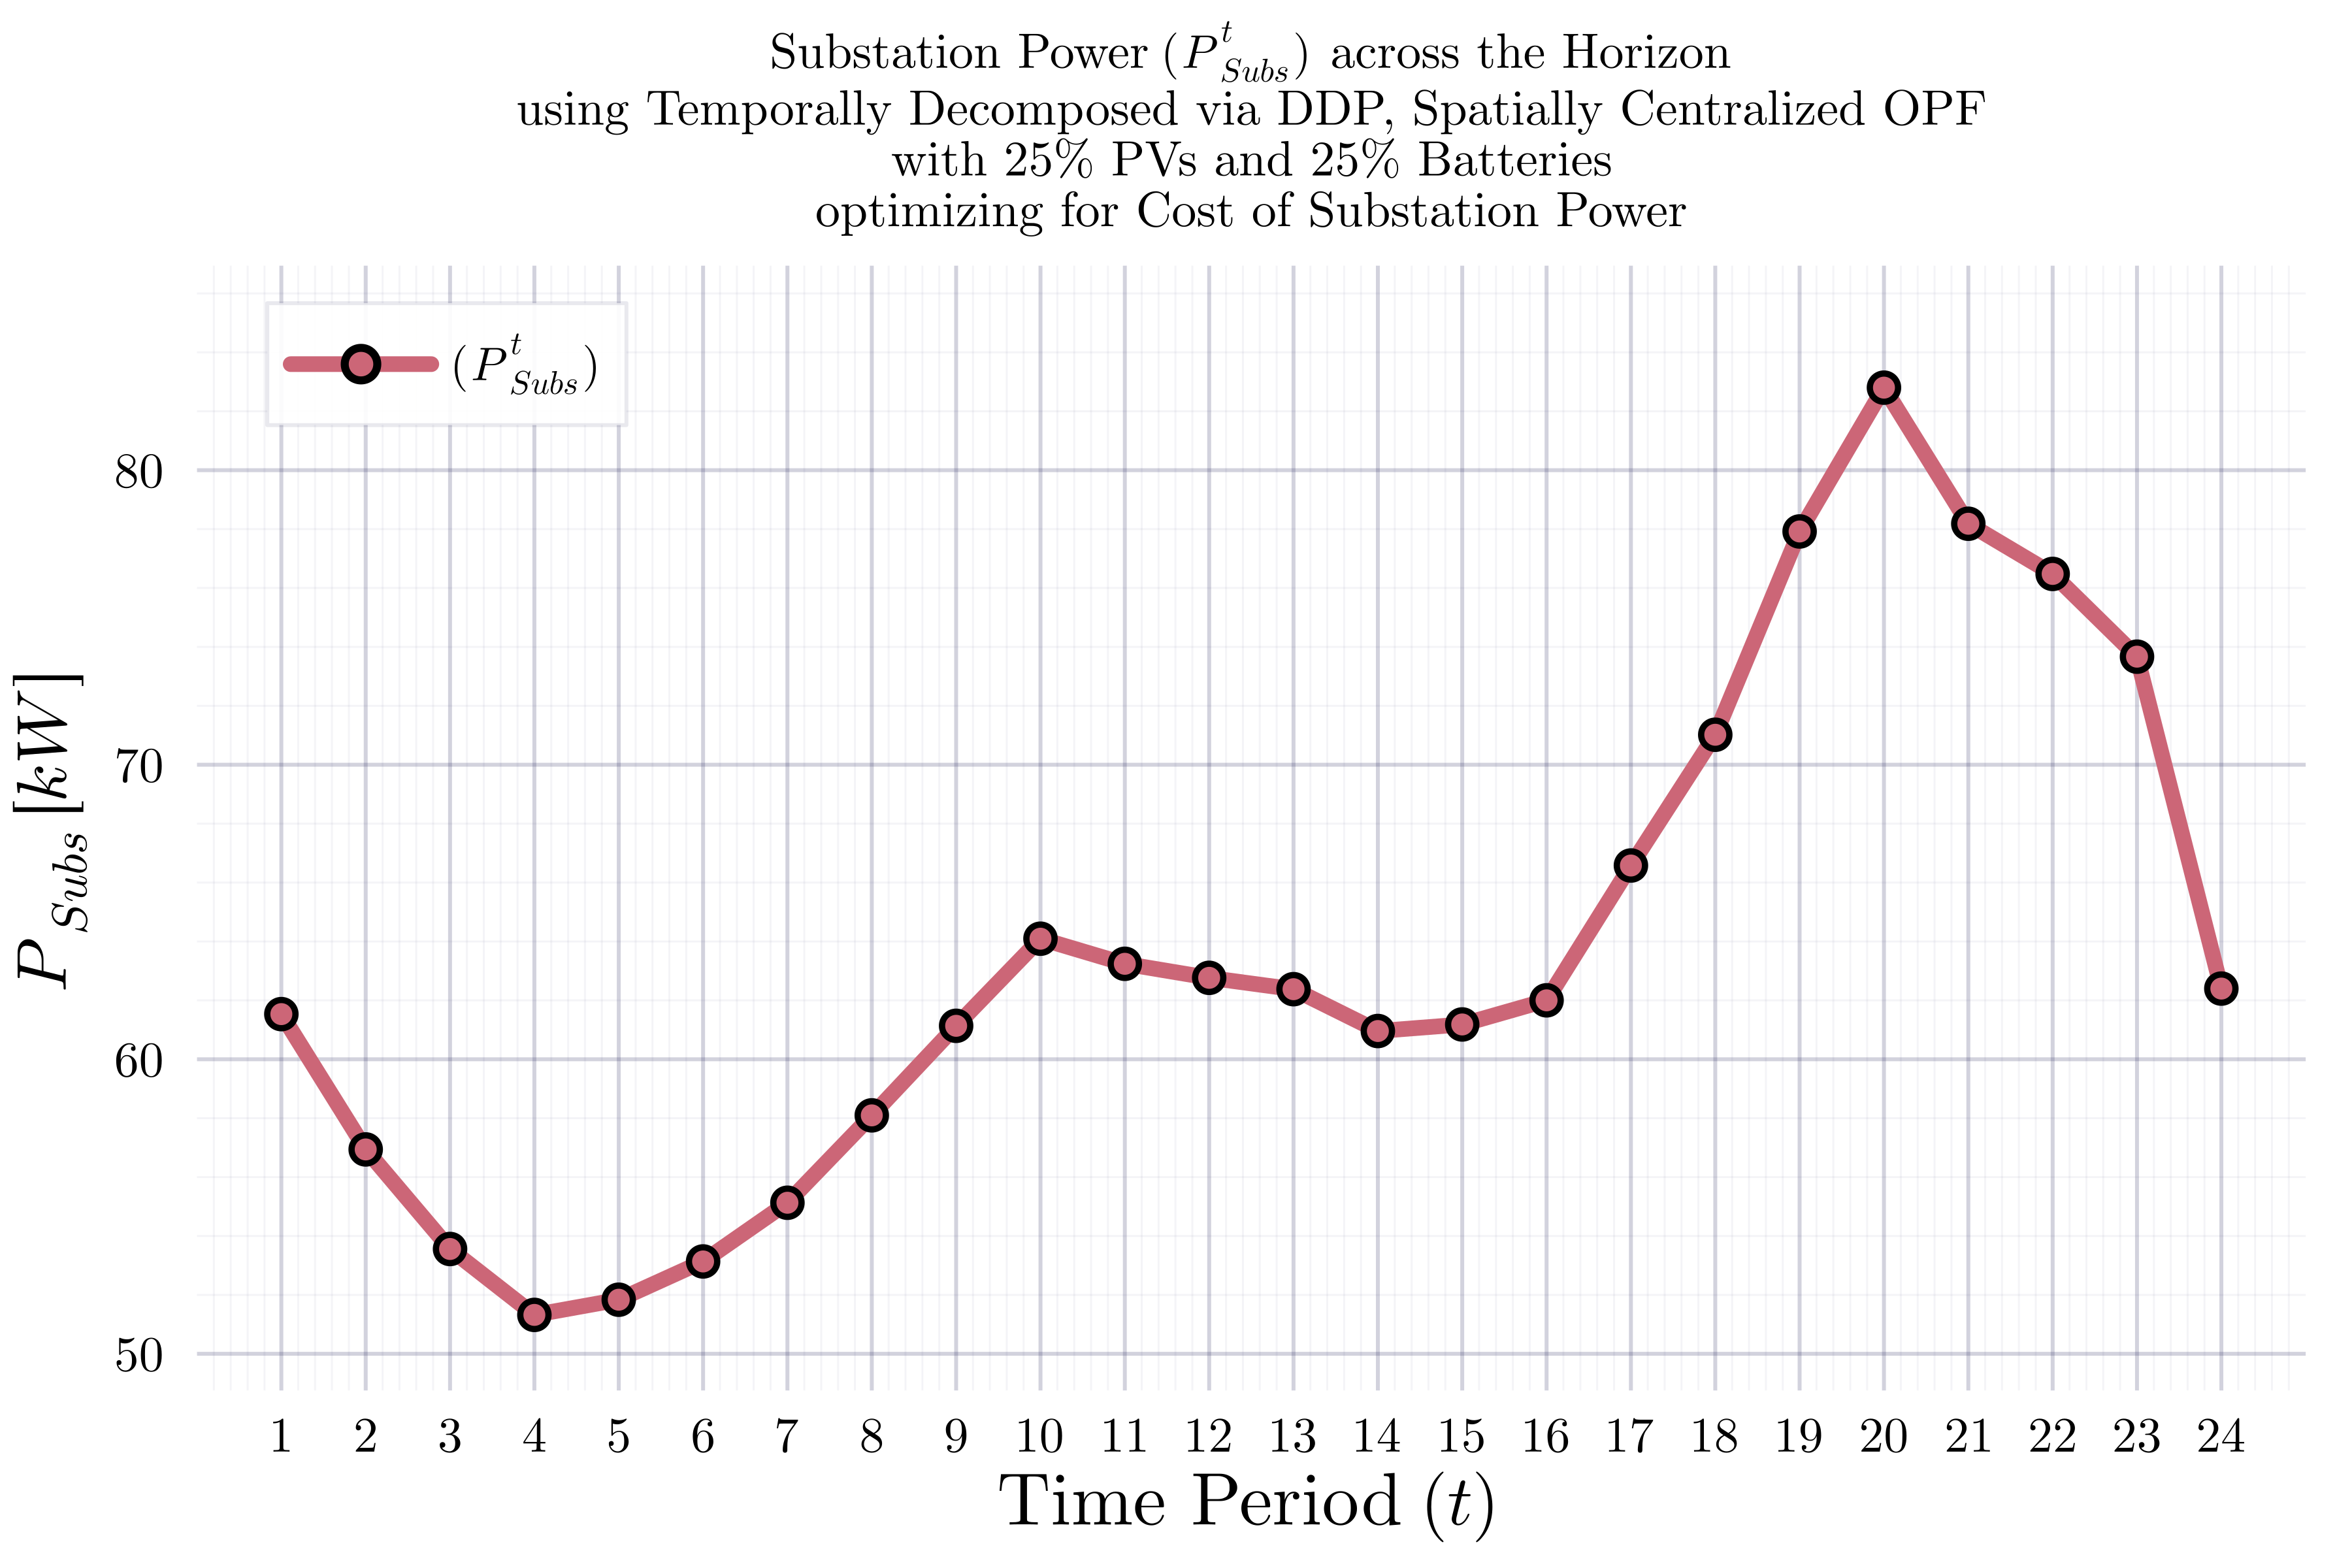 Substation Power (P^t_Subs) across the Horizon
using Temporally Decomposed via DDP, Spatially Centralized OPF
with 25% PVs and 25% Batteries
optimizing for Cost of Substation Power
(P^t_Subs)
80
70
60
50
P_Subs [kW]
1 2 3 4 5 6 7 8 9 10 11 12 13 14 15 16 17 18 19 20 21 22 23 24
Time Period (t)